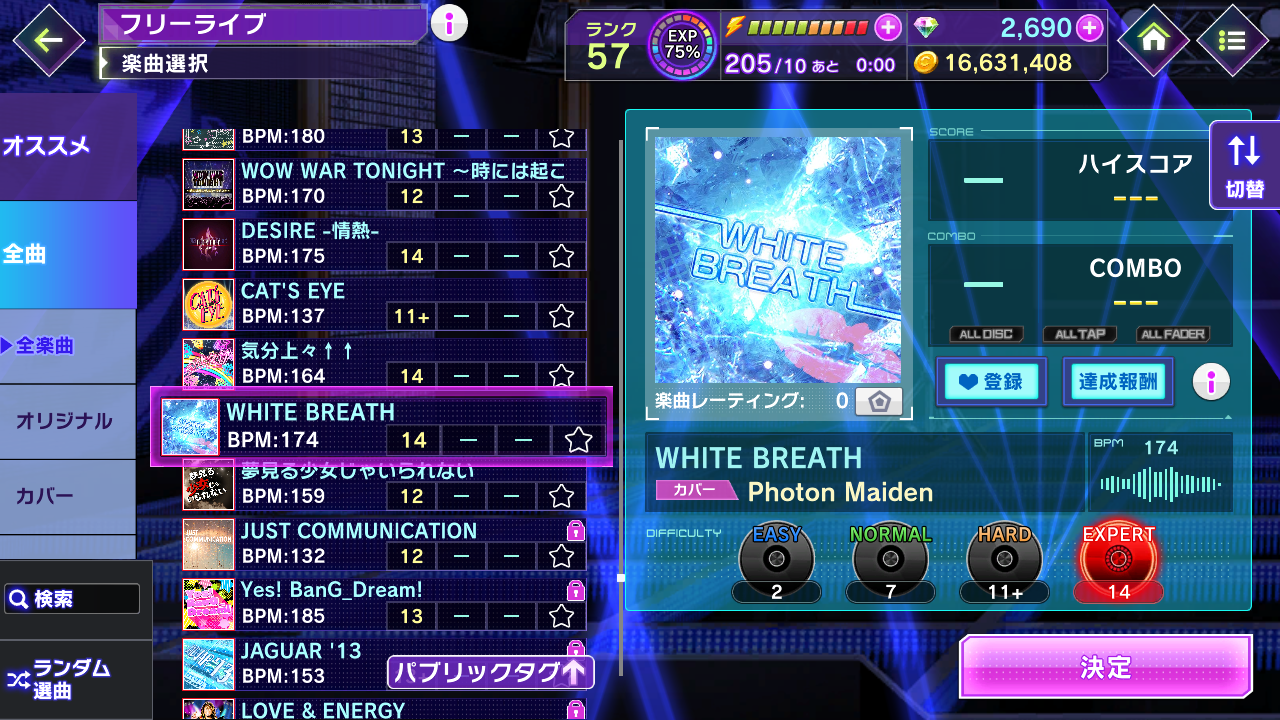 フリーライブ
楽曲選択
ランク
57
EXP
75%
205/10 あと 0:00
2,690
16,631,408
オススメ
全曲
全楽曲
オリジナル
カバー
検索
ランダム
選曲
BPM:180 13 — —
WOW WAR TONIGHT ～時には起こ
BPM:170 12 — —
DESIRE -情熱-
BPM:175 14 — —
CAT'S EYE
BPM:137 11+ — —
気分上々↑↑
BPM:164 14 — —
WHITE BREATH
BPM:174 14 — —
夢見る少女じゃいられない
BPM:159 12 — —
JUST COMMUNICATION
BPM:132 12 — —
Yes! BanG_Dream!
BPM:185 13 — —
JAGUAR '13
BPM:153
パブリックタグ↑
LOVE & ENERGY
WHITE
BREATH
楽曲レーティング: 0
SCORE
ハイスコア
— ---
切替
COMBO
COMBO
— ---
ALL DISC ALL TAP ALL FADER
登録 達成報酬
WHITE BREATH
カバー Photon Maiden
BPM 174
DIFFICULTY
EASY NORMAL HARD EXPERT
2 7 11+ 14
決定